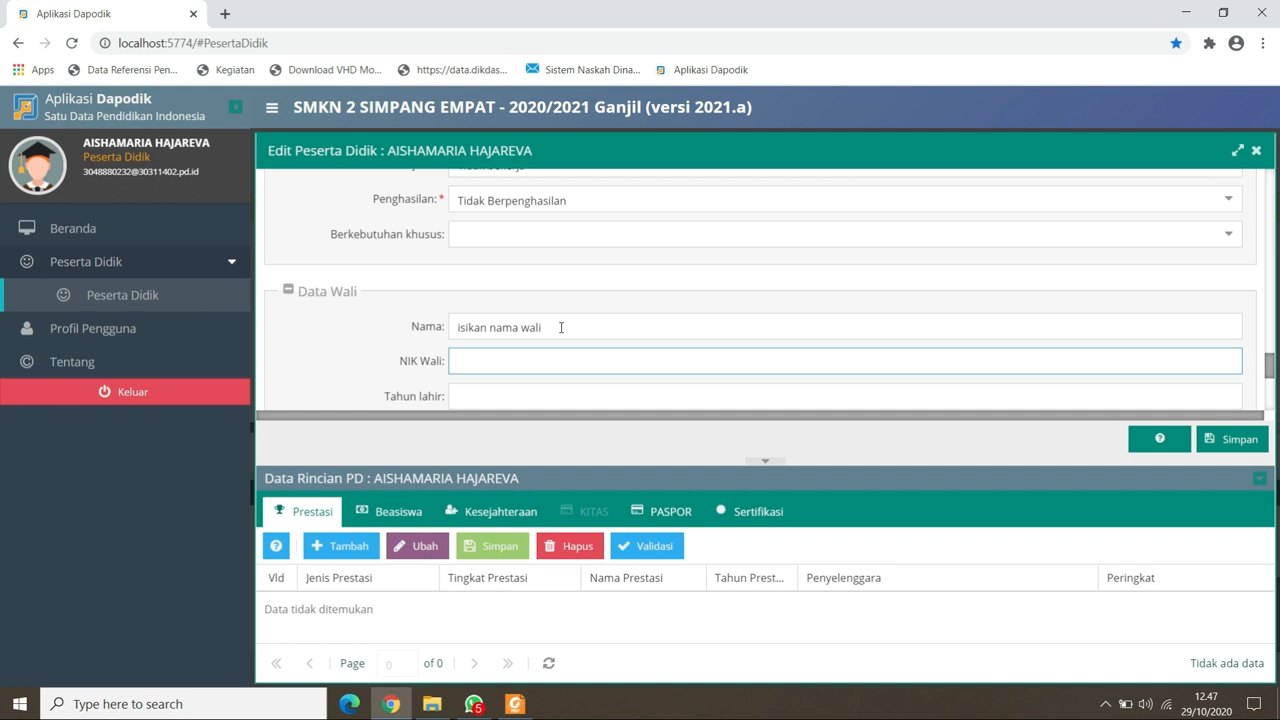 Aplikasi Dapodik
localhost:5774/#PesertaDidik
Apps
Data Referensi Pen...
Kegiatan
Download VHD Mo...
https://data.dikdas...
Sistem Naskah Dina...
Aplikasi Dapodik
Aplikasi Dapodik
Satu Data Pendidikan Indonesia
SMKN 2 SIMPANG EMPAT - 2020/2021 Ganjil (versi 2021.a)
AISHAMARIA HAJAREVA
Peserta Didik
3048880232@30311402.pd.id
Beranda
Peserta Didik
Peserta Didik
Profil Pengguna
Tentang
Keluar
Edit Peserta Didik : AISHAMARIA HAJAREVA
Penghasilan:* Tidak Berpenghasilan
Berkebutuhan khusus:
Data Wali
Nama: isikan nama wali
NIK Wali:
Tahun lahir:
Simpan
Data Rincian PD : AISHAMARIA HAJAREVA
Prestasi
Beasiswa
Kesejahteraan
KITAS
PASPOR
Sertifikasi
Tambah
Ubah
Simpan
Hapus
Validasi
Vld
Jenis Prestasi
Tingkat Prestasi
Nama Prestasi
Tahun Prest...
Penyelenggara
Peringkat
Data tidak ditemukan
Page 0 of 0
Tidak ada data
Type here to search
5
12.47
29/10/2020